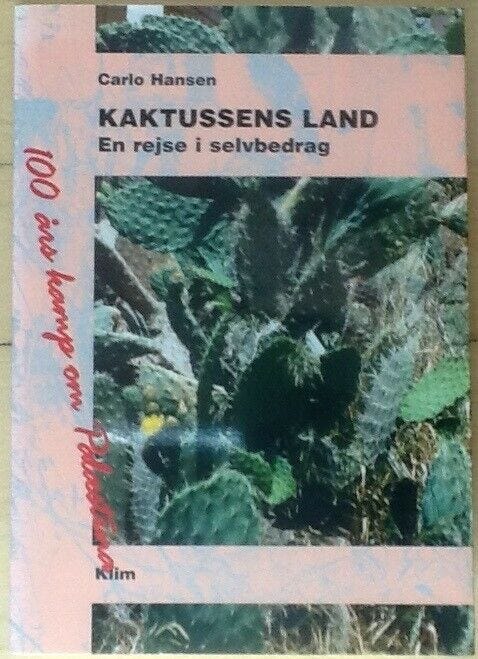 Carlo Hansen
KAKTUSSENS LAND
En rejse i selvbedrag
100 års kamp om Palæstina
Klim